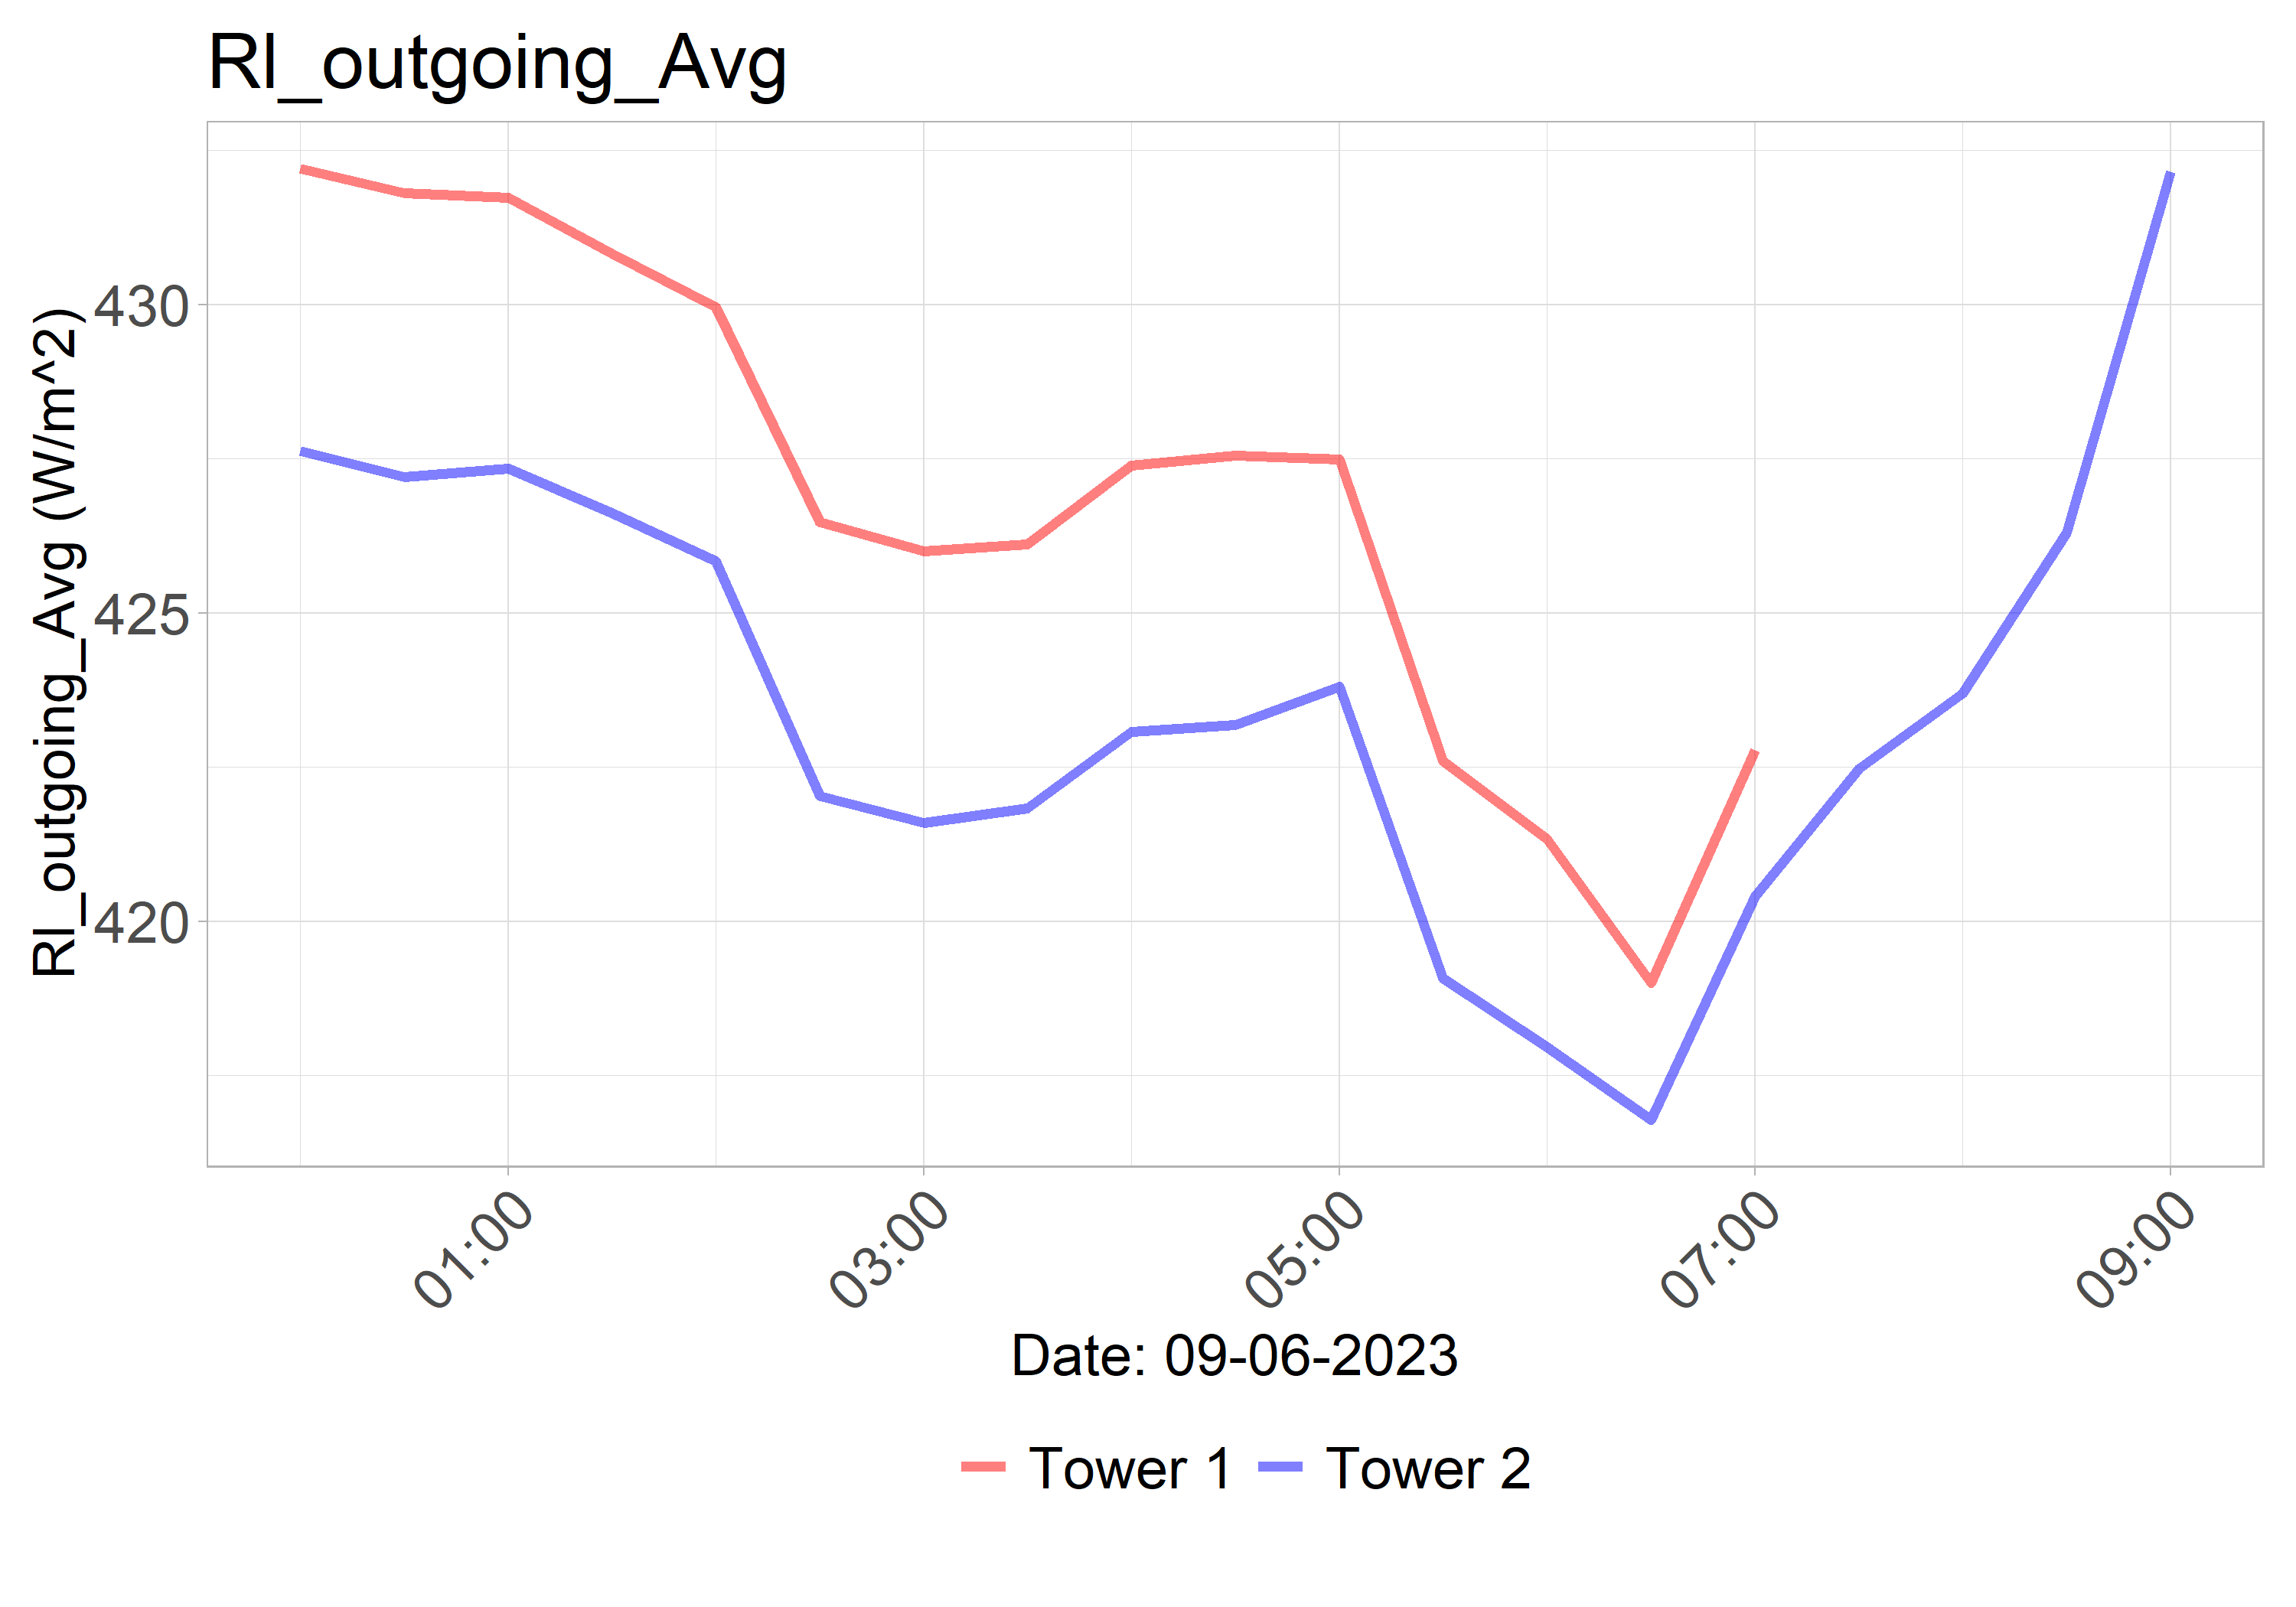 Rl_outgoing_Avg
Rl_outgoing_Avg (W/m^2)
430
425
420
01:00 03:00 05:00 07:00 09:00
Date: 09-06-2023
Tower 1 Tower 2